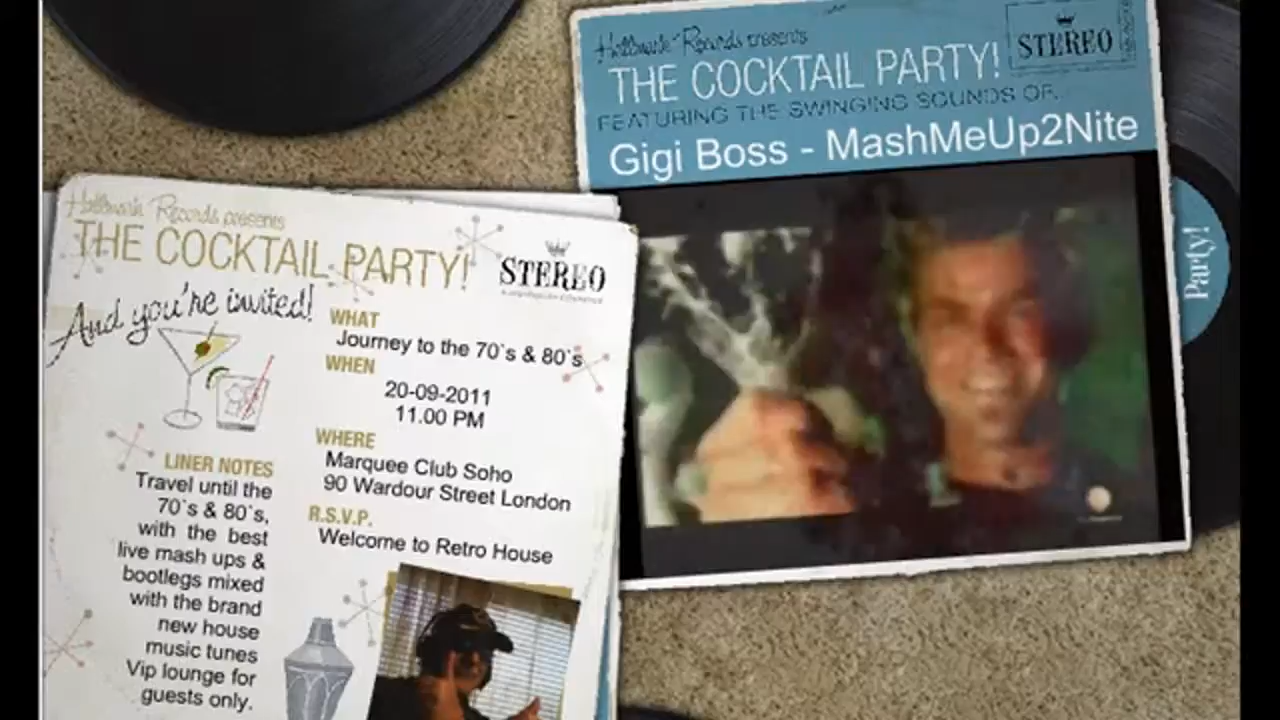 Hallmark Records presents
THE COCKTAIL PARTY!
STEREO
FEATURING THE SWINGING SOUNDS OF...
Gigi Boss - MashMeUp2Nite
Party!
Hallmark Records presents
THE COCKTAIL PARTY!
STEREO
And you're invited!
WHAT
Journey to the 70`s & 80`s
WHEN
20-09-2011
11.00 PM
WHERE
Marquee Club Soho
90 Wardour Street London
R.S.V.P.
Welcome to Retro House
LINER NOTES
Travel until the
70`s & 80`s,
with the best
live mash ups &
bootlegs mixed
with the brand
new house
music tunes
Vip lounge for
guests only.